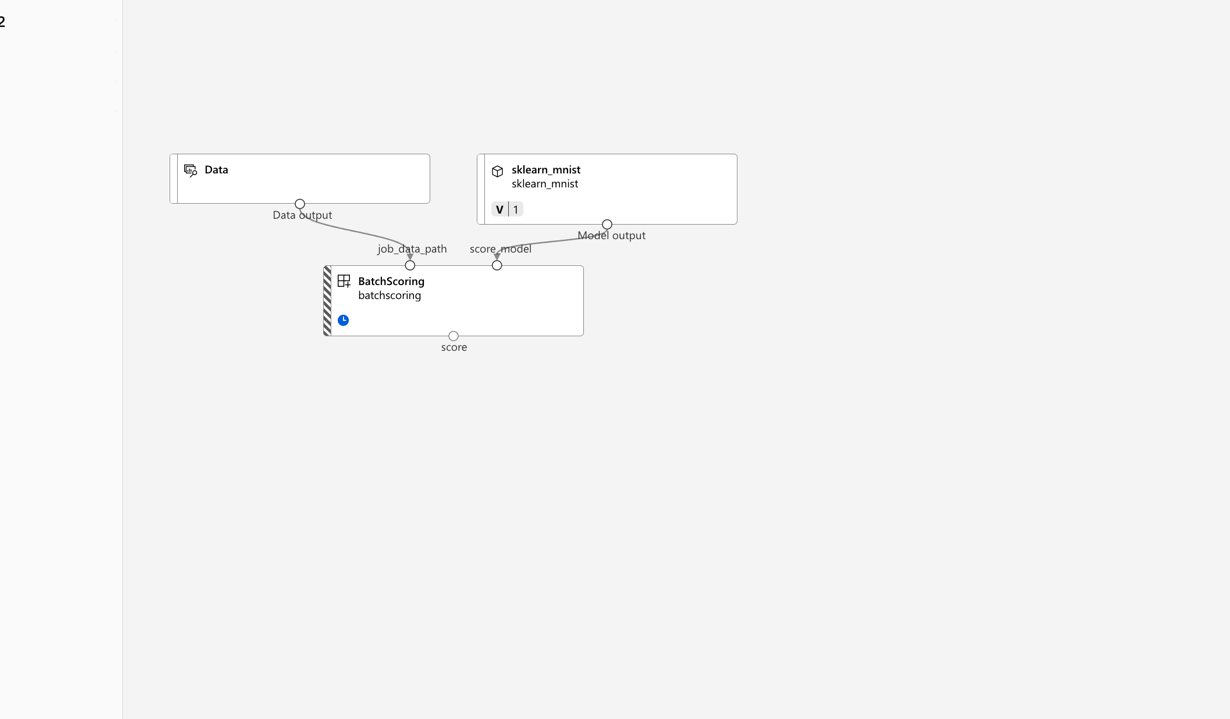 2
Data
Data output
sklearn_mnist
sklearn_mnist
V 1
Model output
job_data_path
score_model
BatchScoring
batchscoring
score